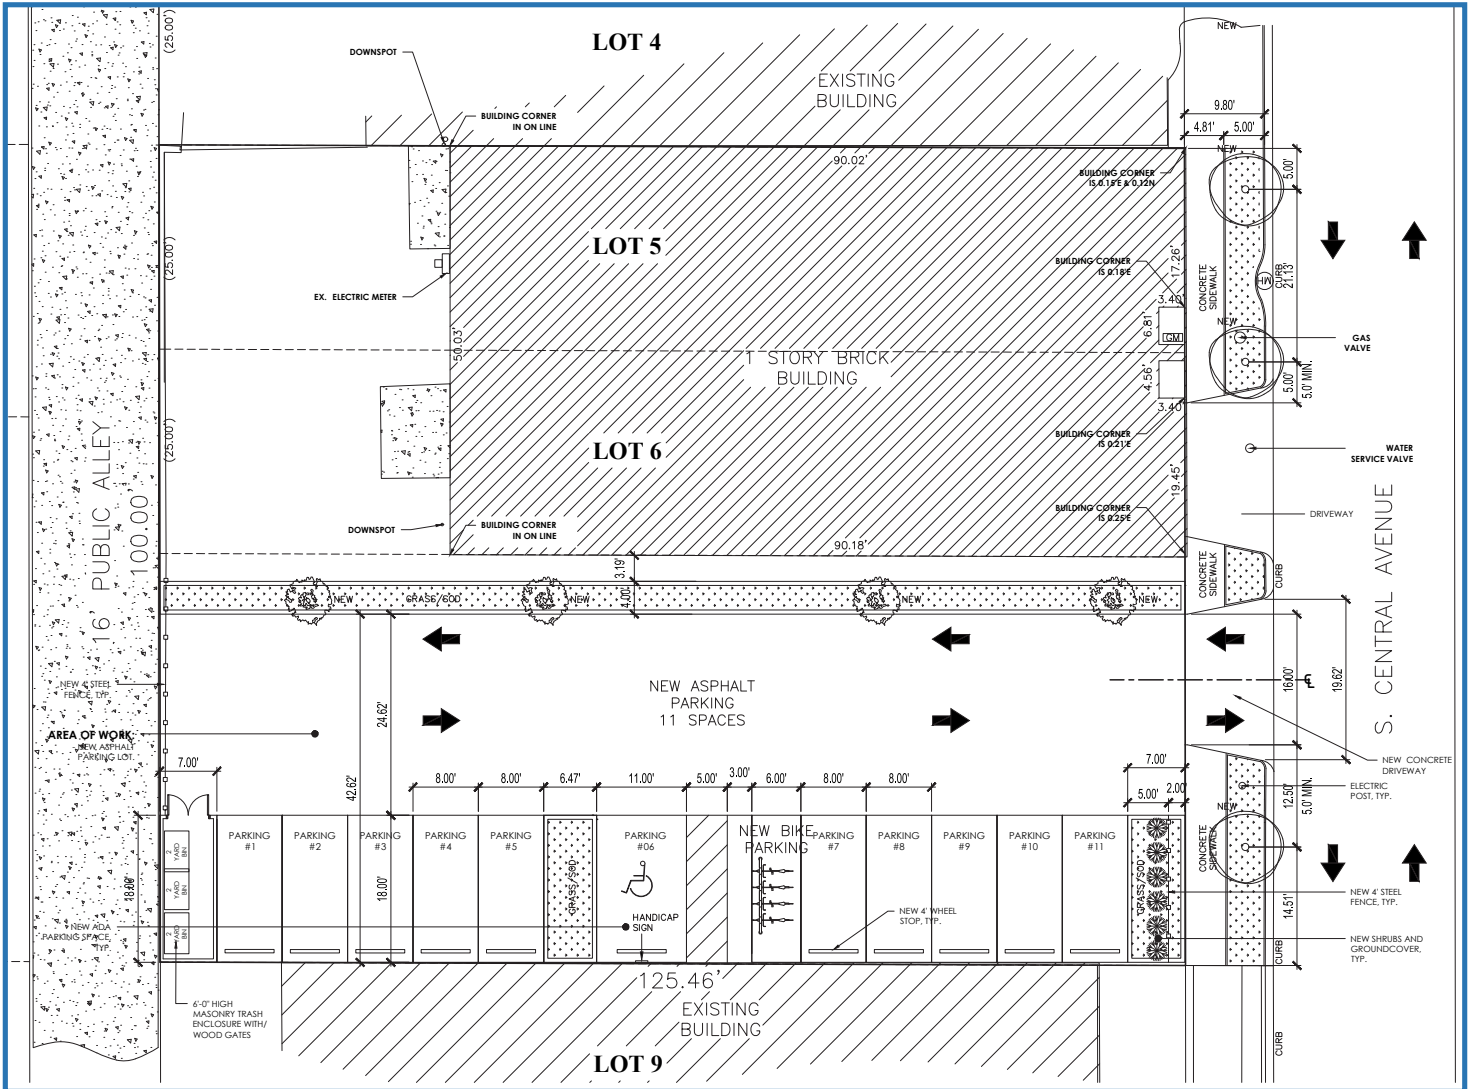 (25.00')
DOWNSPOT
LOT 4
EXISTING
BUILDING
NEW
9.80'
4.81'
5.00'
BUILDING CORNER
IN ON LINE
90.02'
BUILDING CORNER
IS 0.15'E & 0.12N
NEW
5.00'
(25.00')
LOT 5
17.26'
BUILDING CORNER
IS 0.18'E
CONCRETE
SIDEWALK
MH
CURB
21.13'
EX. ELECTRIC METER
3.40'
6.81'
GM
NEW
GAS
VALVE
50.03'
1 STORY BRICK
BUILDING
4.56'
3.40'
5.00'
5.0' MIN.
(25.00')
LOT 6
BUILDING CORNER
IS 0.21'E
WATER
SERVICE VALVE
19.45'
16 PUBLIC ALLEY
100.00'
DOWNSPOT
BUILDING CORNER
IN ON LINE
90.18'
BUILDING CORNER
IS 0.25'E
DRIVEWAY
S. CENTRAL AVENUE
3.19'
4.00'
CONCRETE
SIDEWALK
CURB
NEW
GRASS/SOD
NEW
NEW
NEW
NEW 4' STEEL
FENCE, TYP.
NEW ASPHALT
PARKING
11 SPACES
16.00'
19.62'
℄
24.62'
42.62'
AREA OF WORK:
NEW ASPHALT
PARKING LOT.
7.00'
8.00'
8.00'
6.47'
11.00'
5.00'
3.00'
6.00'
8.00'
8.00'
7.00'
5.00'
2.00'
NEW CONCRETE
DRIVEWAY
ELECTRIC
POST, TYP.
12.50'
5.0' MIN.
NEW
PARKING
#1
PARKING
#2
PARKING
#3
PARKING
#4
PARKING
#5
PARKING
#06
NEW BIKE
PARKING
PARKING
#7
PARKING
#8
PARKING
#9
PARKING
#10
PARKING
#11
2
YARD
BIN
2
YARD
BIN
2
YARD
BIN
18.00'
18.00'
GRASS/SOD
GRASS/SOD
CONCRETE
SIDEWALK
NEW 4' STEEL
FENCE, TYP.
14.51'
NEW ADA
PARKING SPACE,
TYP.
HANDICAP
SIGN
NEW 4' WHEEL
STOP, TYP.
NEW SHRUBS AND
GROUNDCOVER,
TYP.
CURB
125.46'
6'-0" HIGH
MASONRY TRASH
ENCLOSURE WITH/
WOOD GATES
EXISTING
BUILDING
LOT 9
CURB